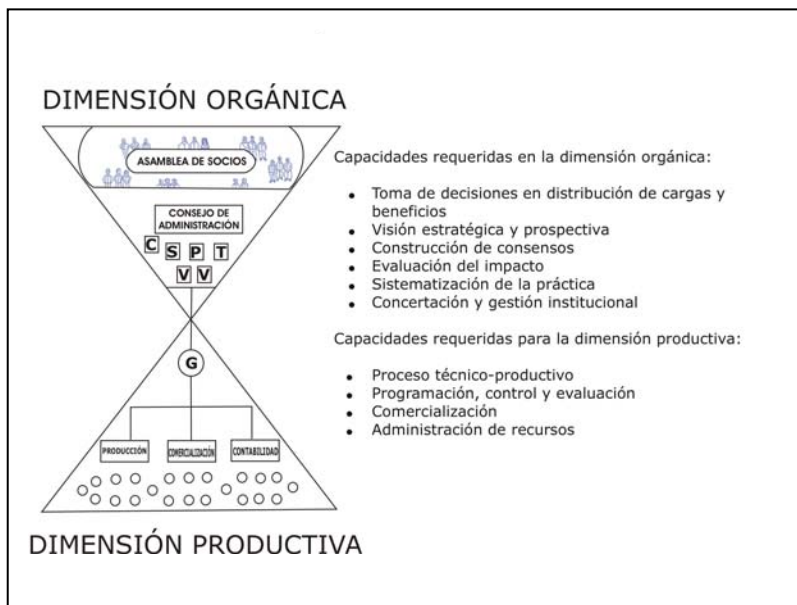 DIMENSIÓN ORGÁNICA
ASAMBLEA DE SOCIOS
CONSEJO DE
ADMINISTRACIÓN
C S P T
V V
G
PRODUCCIÓN COMERCIALIZACIÓN CONTABILIDAD
DIMENSIÓN PRODUCTIVA
Capacidades requeridas en la dimensión orgánica:
• Toma de decisiones en distribución de cargas y
beneficios
• Visión estratégica y prospectiva
• Construcción de consensos
• Evaluación del impacto
• Sistematización de la práctica
• Concertación y gestión institucional
Capacidades requeridas para la dimensión productiva:
• Proceso técnico-productivo
• Programación, control y evaluación
• Comercialización
• Administración de recursos